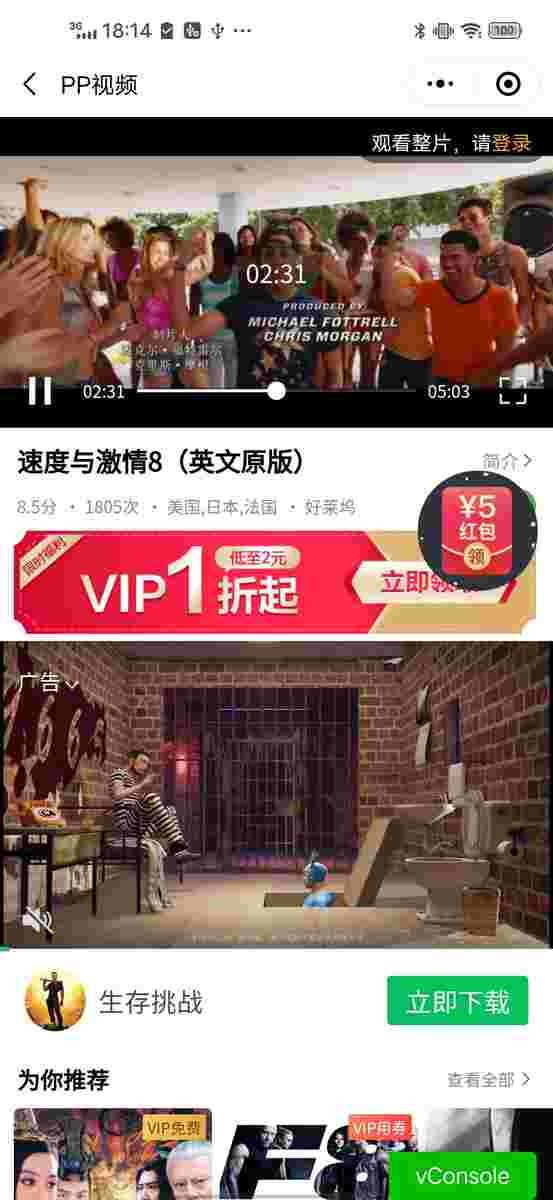 3G 18:14 100
PP视频
观看整片，请登录
02:31
PRODUCED BY
MICHAEL FOTTRELL
CHRIS MORGAN
制片人
02:31 05:03
速度与激情8（英文原版）
简介
8.5分 · 1805次 · 美国,日本,法国 · 好莱坞
¥5
红包
领
限时福利
VIP1折起
低至2元
立即领
广告
生存挑战
立即下载
为你推荐
查看全部
VIP免费
VIP用券
F8
vConsole